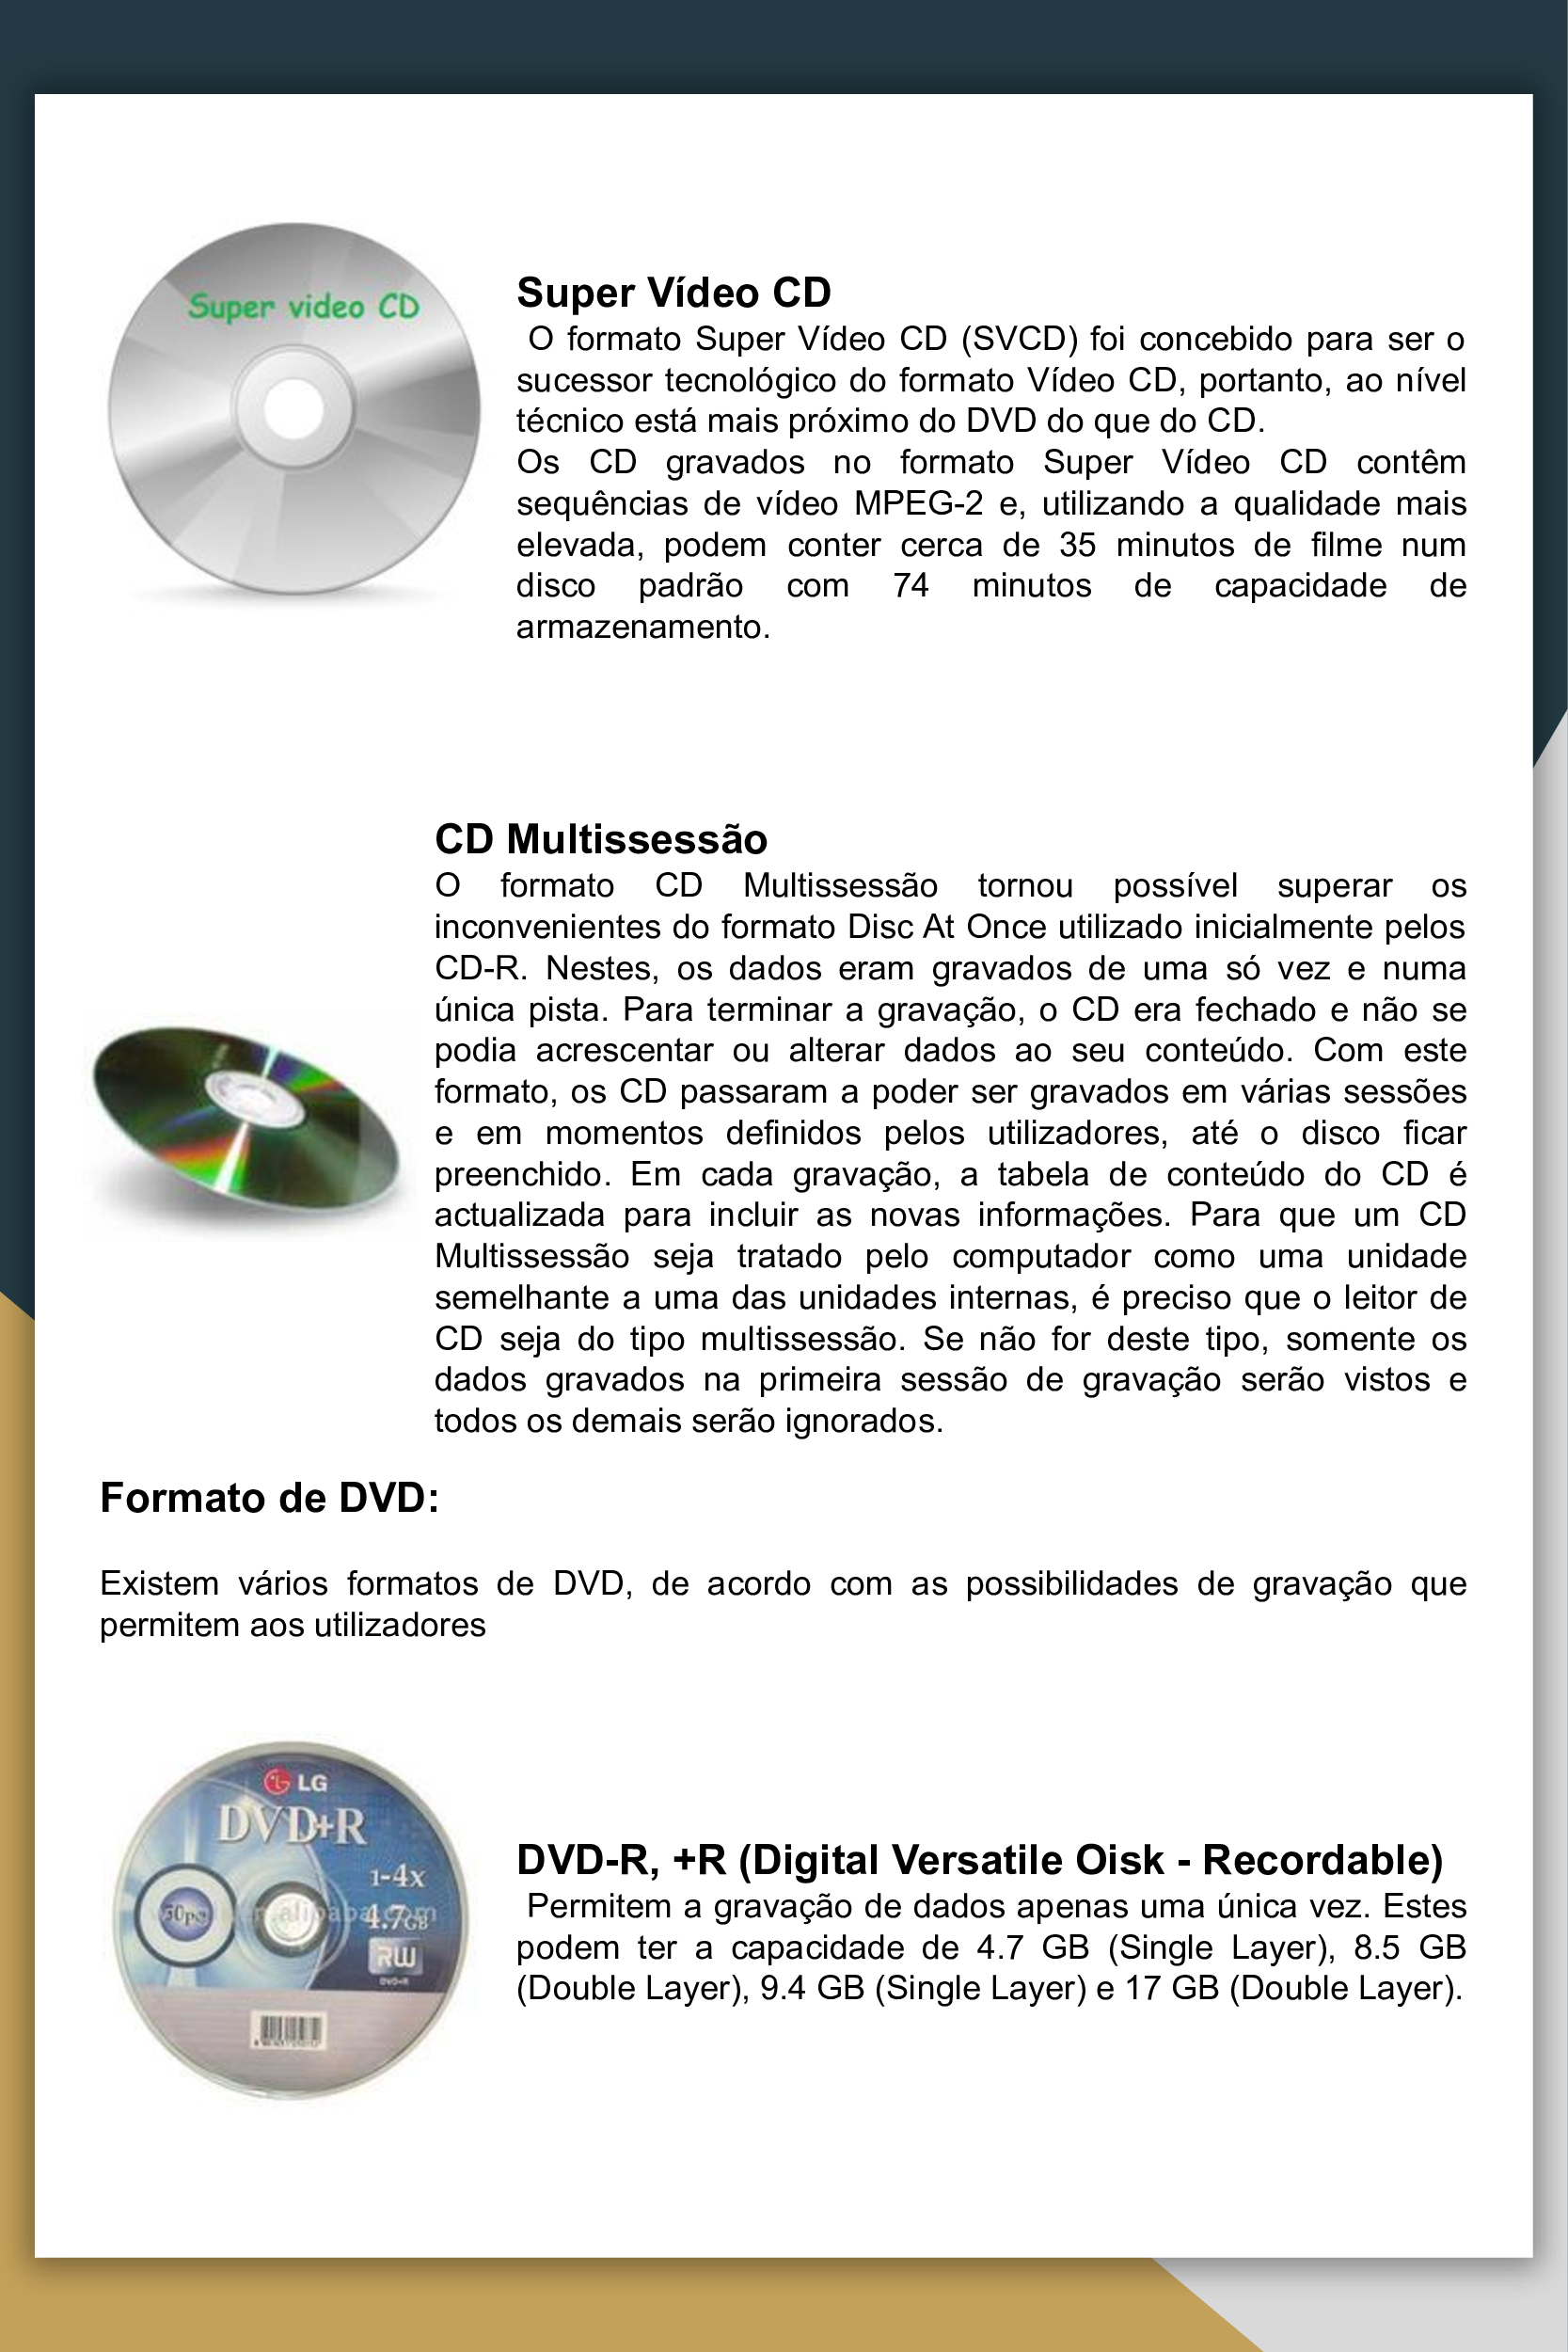 Super video CD
Super Vídeo CD
O formato Super Vídeo CD (SVCD) foi concebido para ser o
sucessor tecnológico do formato Vídeo CD, portanto, ao nível
técnico está mais próximo do DVD do que do CD.
Os CD gravados no formato Super Vídeo CD contêm
sequências de vídeo MPEG-2 e, utilizando a qualidade mais
elevada, podem conter cerca de 35 minutos de filme num
disco padrão com 74 minutos de capacidade de
armazenamento.
CD Multissessão
O formato CD Multissessão tornou possível superar os
inconvenientes do formato Disc At Once utilizado inicialmente pelos
CD-R. Nestes, os dados eram gravados de uma só vez e numa
única pista. Para terminar a gravação, o CD era fechado e não se
podia acrescentar ou alterar dados ao seu conteúdo. Com este
formato, os CD passaram a poder ser gravados em várias sessões
e em momentos definidos pelos utilizadores, até o disco ficar
preenchido. Em cada gravação, a tabela de conteúdo do CD é
actualizada para incluir as novas informações. Para que um CD
Multissessão seja tratado pelo computador como uma unidade
semelhante a uma das unidades internas, é preciso que o leitor de
CD seja do tipo multissessão. Se não for deste tipo, somente os
dados gravados na primeira sessão de gravação serão vistos e
todos os demais serão ignorados.
Formato de DVD:
Existem vários formatos de DVD, de acordo com as possibilidades de gravação que
permitem aos utilizadores
LG
DVD+R
1-4x
4.7GB
RW
DVD+R, +R (Digital Versatile Oisk - Recordable)
Permitem a gravação de dados apenas uma única vez. Estes
podem ter a capacidade de 4.7 GB (Single Layer), 8.5 GB
(Double Layer), 9.4 GB (Single Layer) e 17 GB (Double Layer).